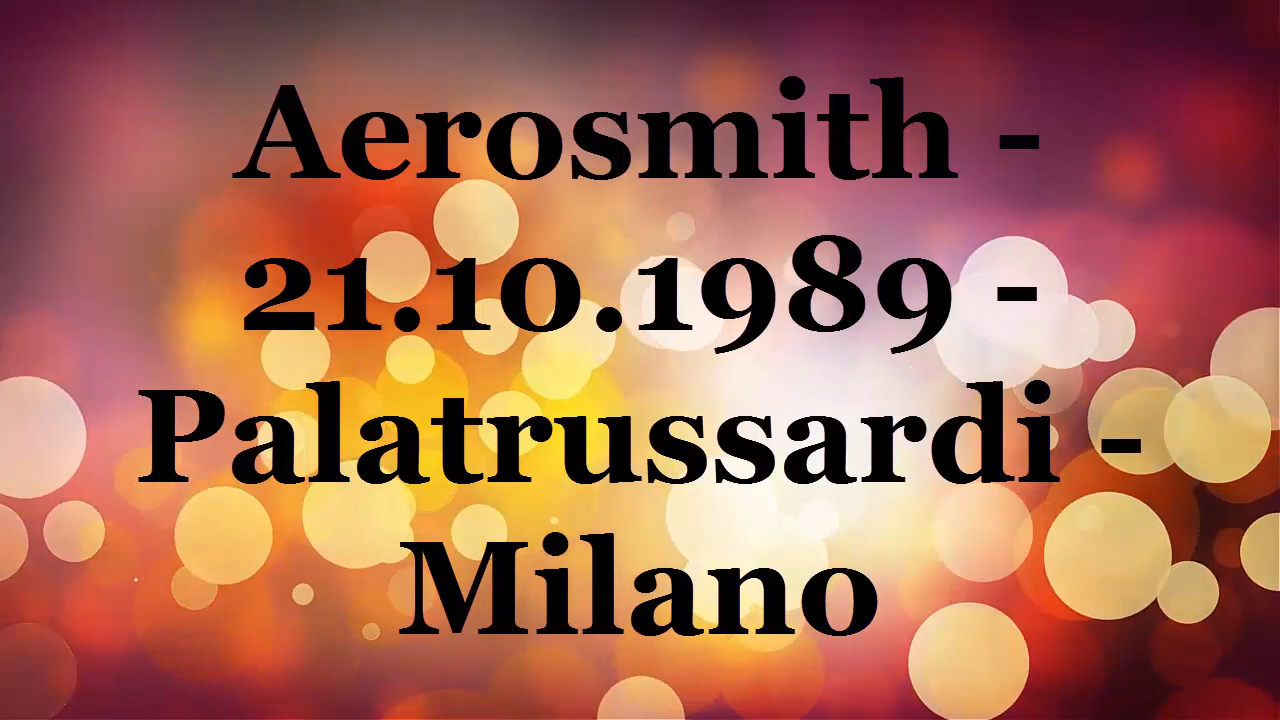 Aerosmith -
21.10.1989 -
Palatrussardi -
Milano